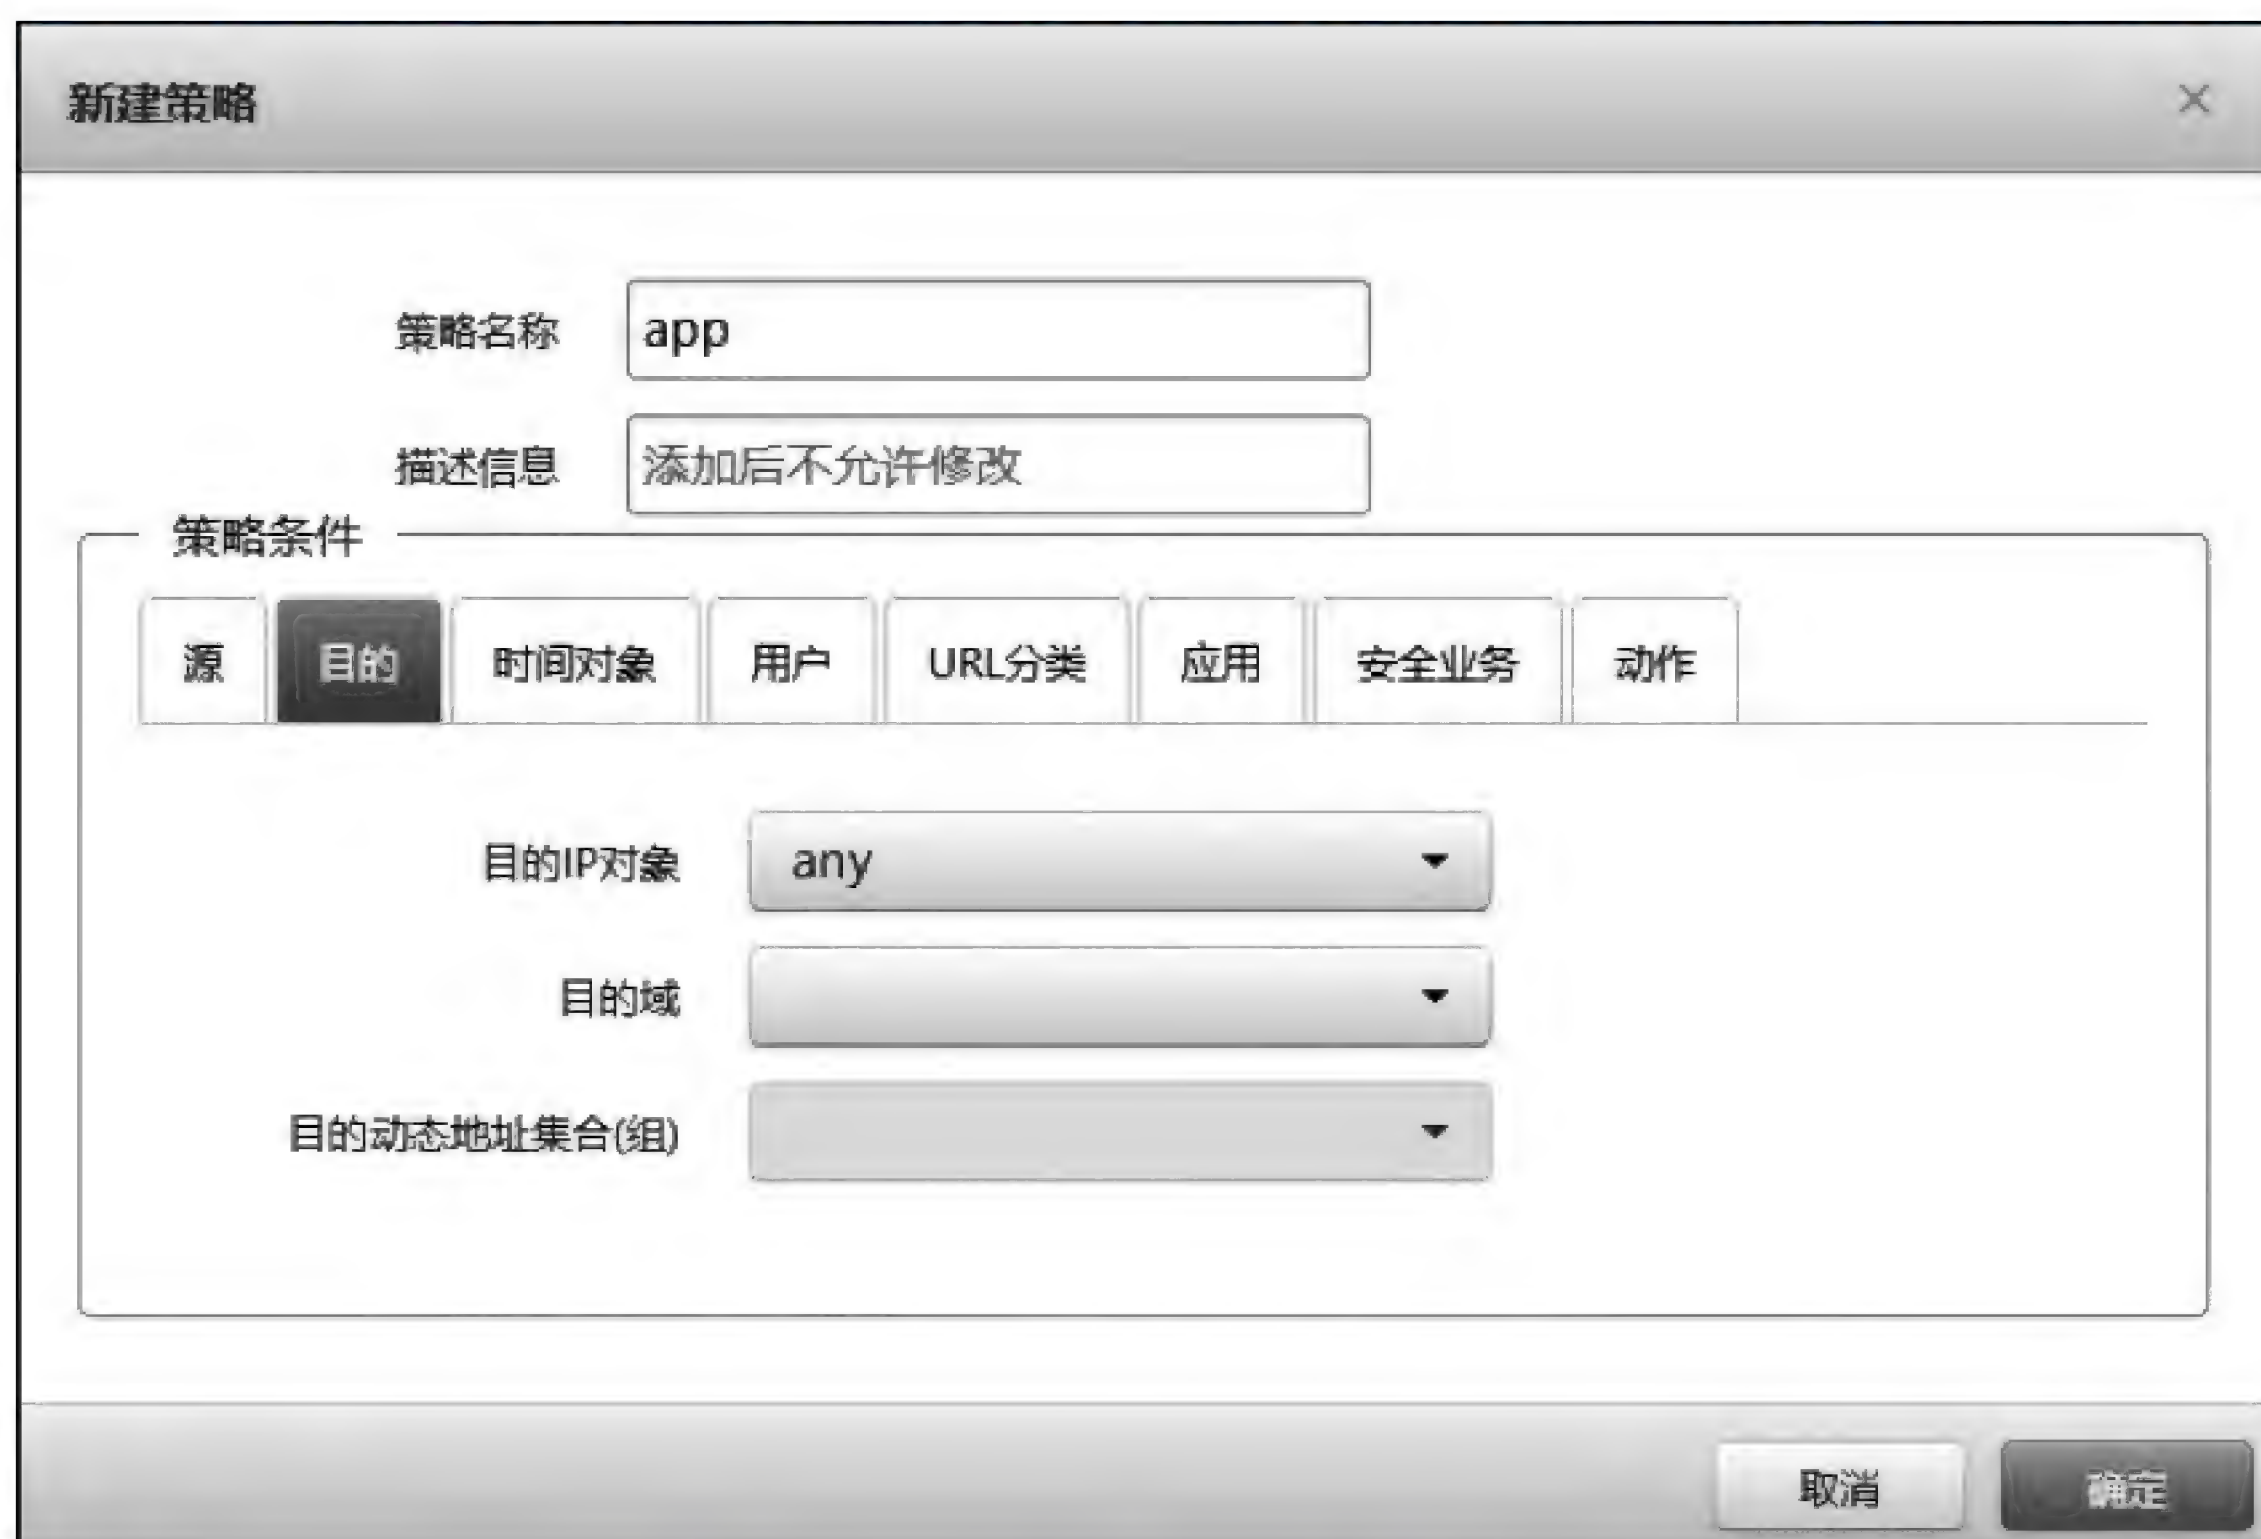 新建策略 ×
策略名称 app
描述信息 添加后不允许修改
策略条件
源 目的 时间对象 用户 URL分类 应用 安全业务 动作
目的IP对象 any
目的域
目的动态地址集合(组)
取消 确定